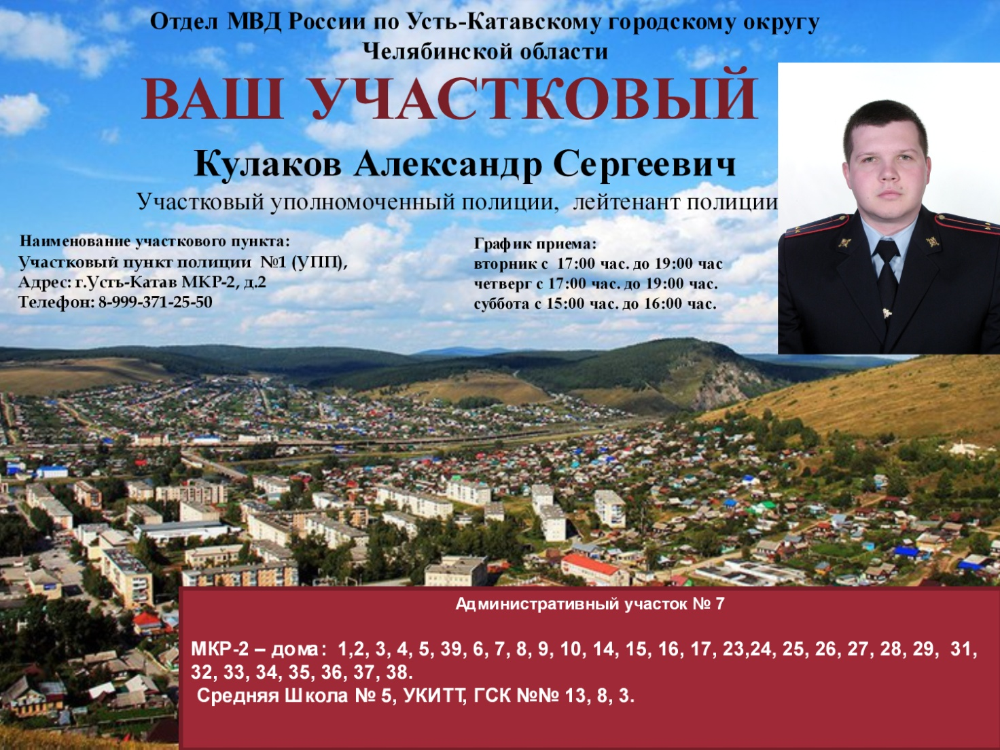 Отдел МВД России по Усть-Катавскому городскому округу
Челябинской области
ВАШ УЧАСТКОВЫЙ
Кулаков Александр Сергеевич
Участковый уполномоченный полиции, лейтенант полиции
Наименование участкового пункта:
Участковый пункт полиции №1 (УПП),
Адрес: г.Усть-Катав МКР-2, д.2
Телефон: 8-999-371-25-50
График приема:
вторник с 17:00 час. до 19:00 час
четверг с 17:00 час. до 19:00 час.
суббота с 15:00 час. до 16:00 час.
Административный участок № 7
МКР-2 – дома: 1,2, 3, 4, 5, 39, 6, 7, 8, 9, 10, 14, 15, 16, 17, 23,24, 25, 26, 27, 28, 29, 31,
32, 33, 34, 35, 36, 37, 38.
Средняя Школа № 5, УКИТТ, ГСК №№ 13, 8, 3.